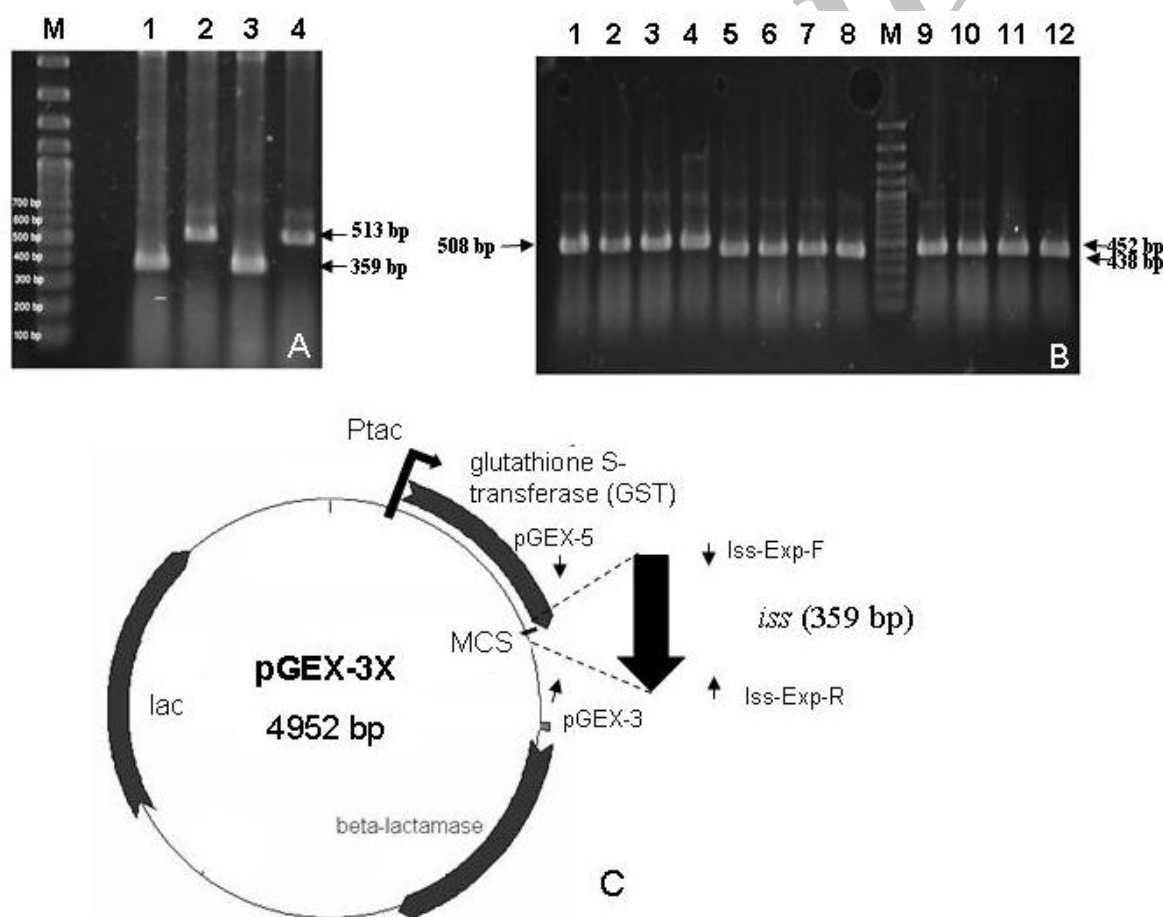 M 1 2 3 4
700 bp
600 bp
500 bp
400 bp
300 bp
200 bp
100 bp
513 bp
359 bp
A
1 2 3 4 5 6 7 8 M 9 10 11 12
508 bp
452 bp
438 bp
B
Ptac
glutathione S-
transferase (GST)
pGEX-5
Iss-Exp-F
iss (359 bp)
MCS
Iss-Exp-R
pGEX-3
pGEX-3X
4952 bp
lac
beta-lactamase
C